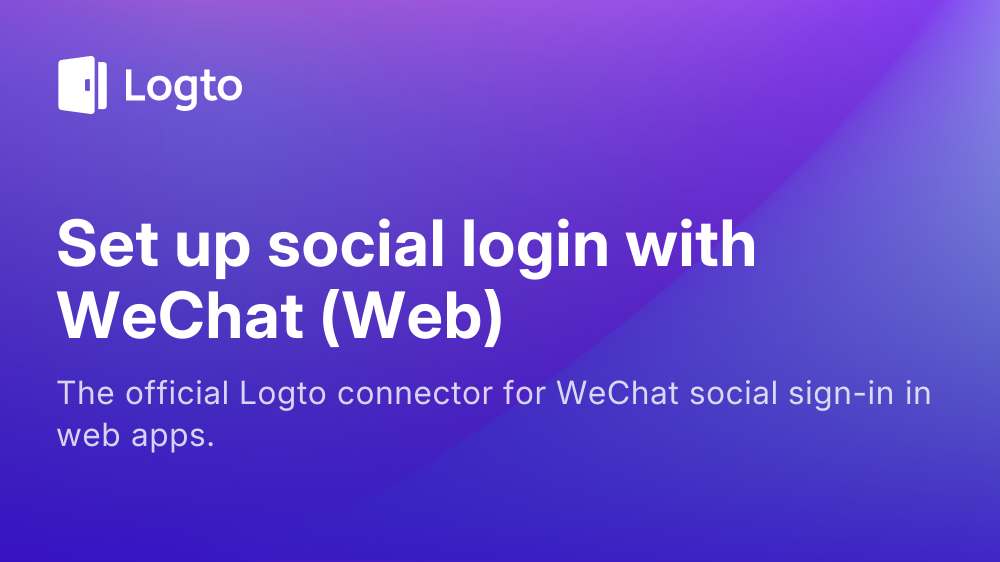 Logto
Set up social login with
WeChat (Web)
The official Logto connector for WeChat social sign-in in
web apps.